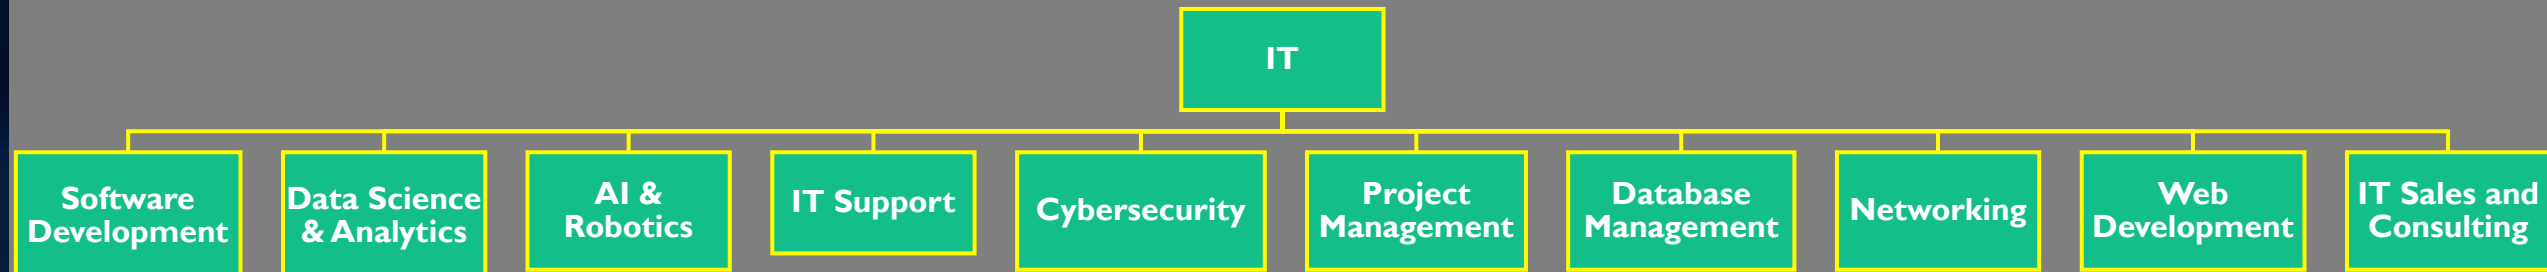 IT
Software
Development
Data Science
& Analytics
AI &
Robotics
IT Support
Cybersecurity
Project
Management
Database
Management
Networking
Web
Development
IT Sales and
Consulting